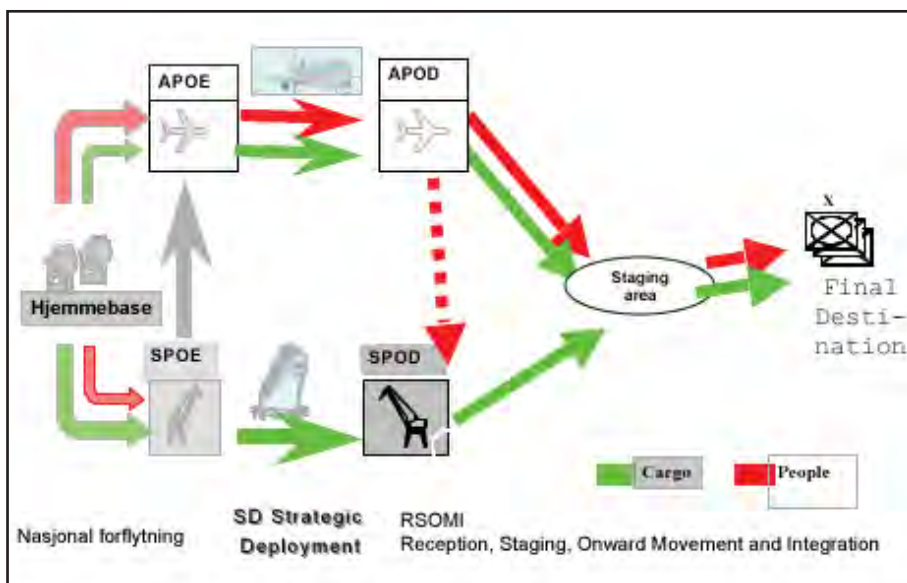 APOE
APOD
Hjemmebase
SPOE
SPOD
Staging
area
X
Final
Desti-
nation
Cargo
People
Nasjonal forflytning
SD Strategic
Deployment
RSOMI
Reception, Staging, Onward Movement and Integration